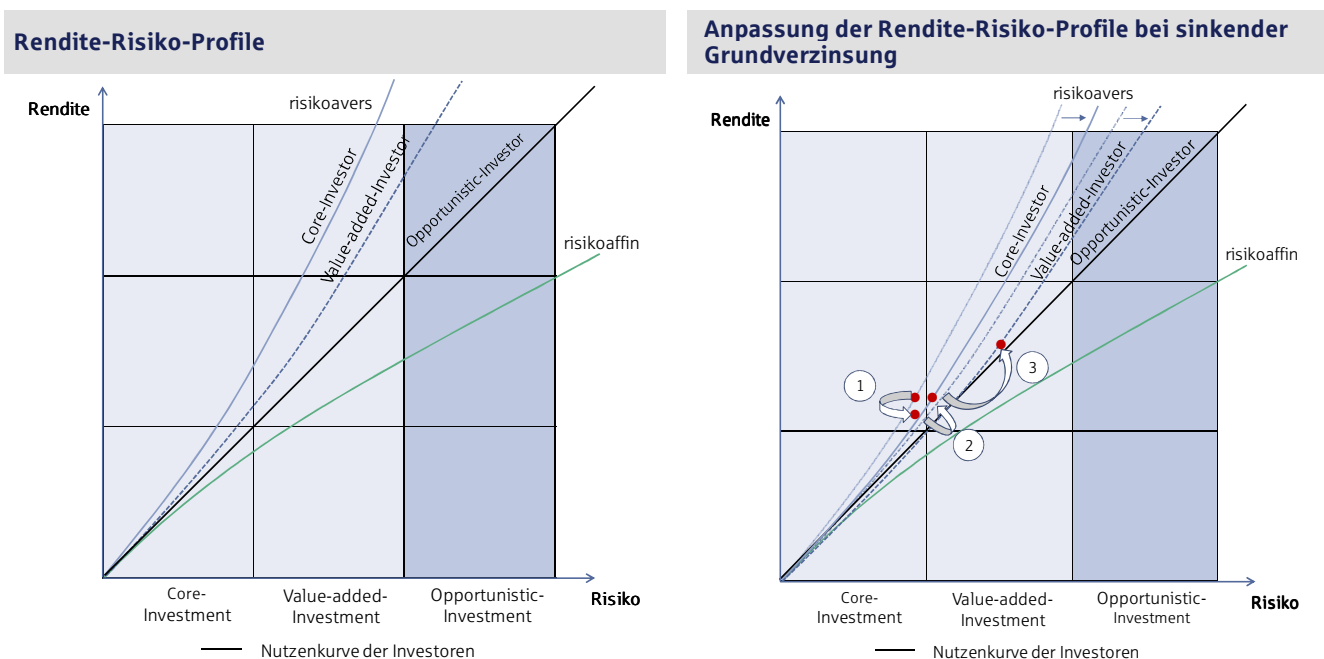 Rendite-Risiko-Profile
Rendite
risikoavers
Core-Investor
Value-added-Investor
Opportunistic-Investor
risikoaffin
Core-
Investment
Value-added-
Investment
Opportunistic-
Investment
Risiko
Nutzenkurve der Investoren
Anpassung der Rendite-Risiko-Profile bei sinkender
Grundverzinsung
Rendite
risikoavers
Core-Investor
Value-added-Investor
Opportunistic-Investor
risikoaffin
1
3
2
Core-
Investment
Value-added-
Investment
Opportunistic-
Investment
Risiko
Nutzenkurve der Investoren